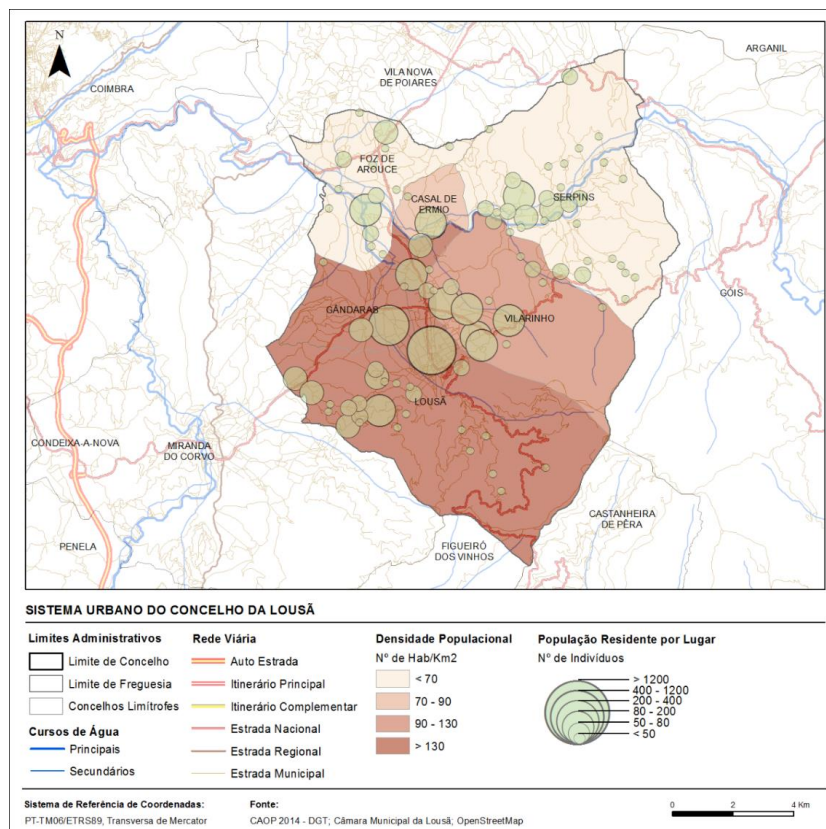 N
ARGANIL
VILA NOVA
DE POIARES
COIMBRA
FOZ DE
AROUCE
CASAL DE
ERMIO
SERPINS
GÓIS
GÂNDARAS
VILARINHO
LOUSÃ
CONDEIXA-A-NOVA
MIRANDA
DO CORVO
CASTANHEIRA
DE PÊRA
PENELA
FIGUEIRÓ
DOS VINHOS
SISTEMA URBANO DO CONCELHO DA LOUSÃ
Limites Administrativos
Limite de Concelho
Limite de Freguesia
Concelhos Limítrofes
Cursos de Água
Principais
Secundários
Rede Viária
Auto Estrada
Itinerário Principal
Itinerário Complementar
Estrada Nacional
Estrada Regional
Estrada Municipal
Densidade Populacional
Nº de Hab/Km2
< 70
70 - 90
90 - 130
> 130
População Residente por Lugar
Nº de Indivíduos
> 1200
400 - 1200
200 - 400
80 - 200
50 - 80
< 50
Sistema de Referência de Coordenadas:
PT-TM06/ETRS89, Transversa de Mercator
Fonte:
CAOP 2014 - DGT; Câmara Municipal da Lousã; OpenStreetMap
0 2 4 Km